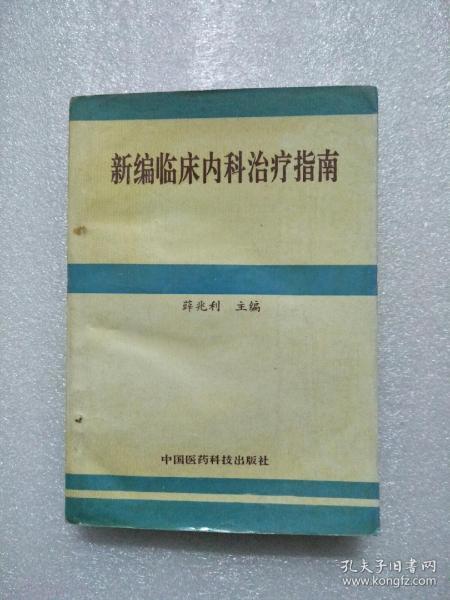 新编临床内科治疗指南
薛兆利 主编
中国医药科技出版社
孔夫子旧书网
www.kongfz.com